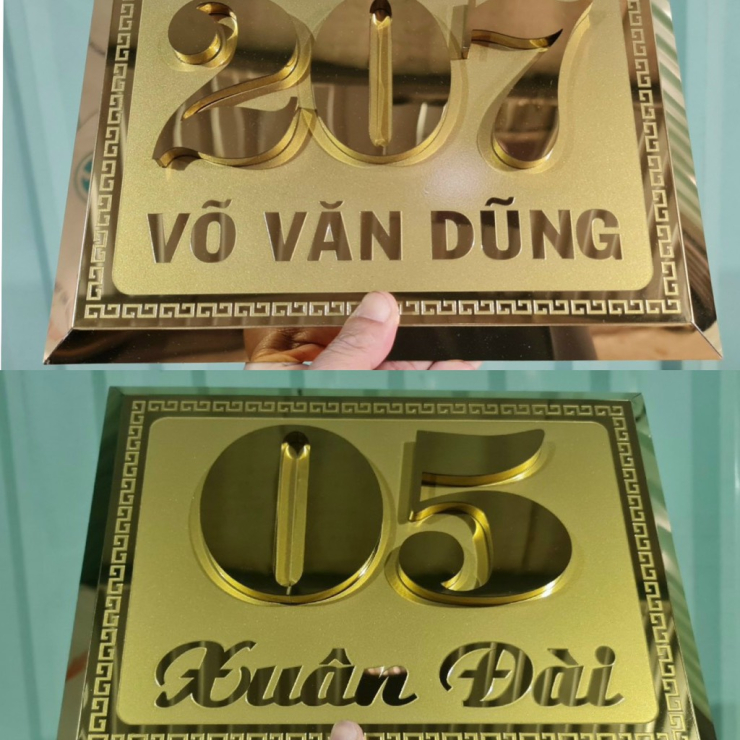 207
VÕ VĂN DŨNG
05
Xuân Đài